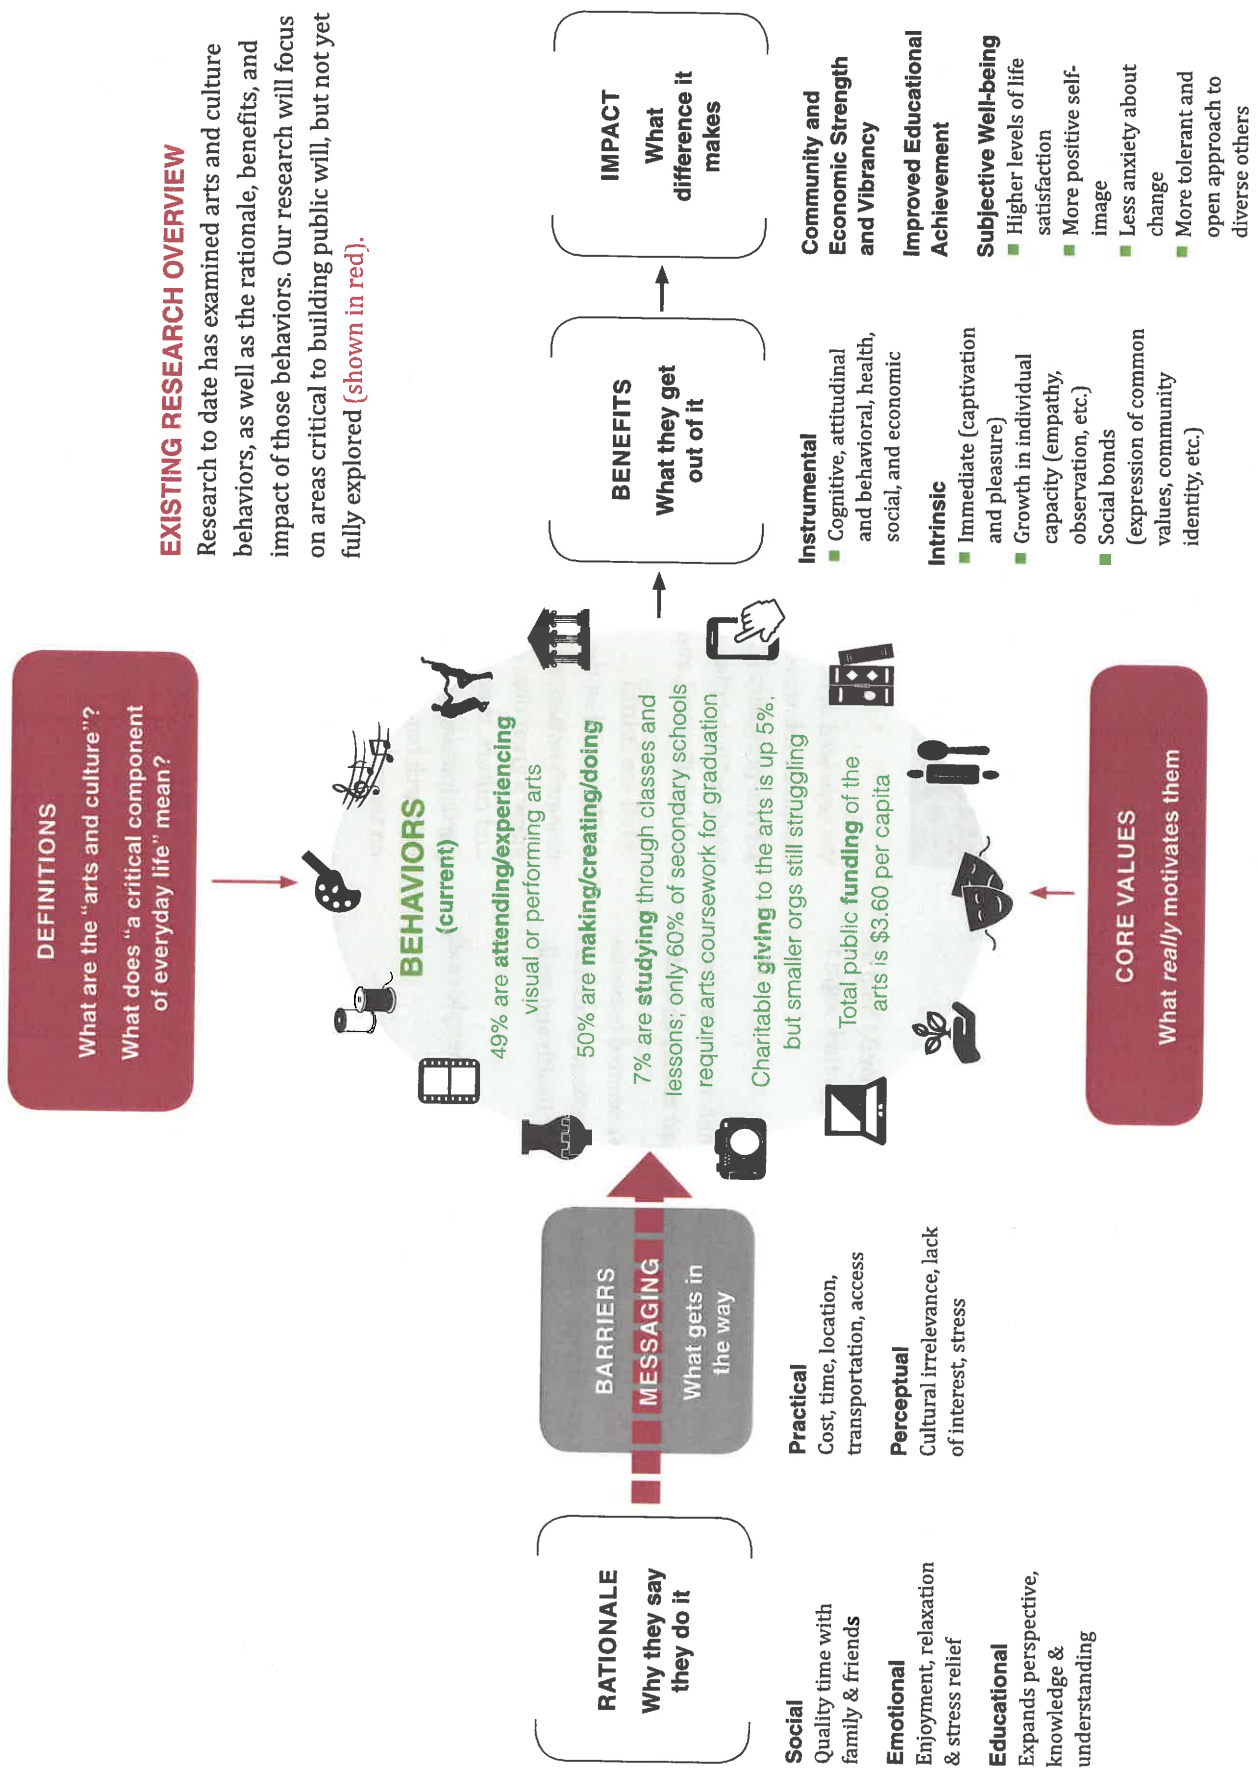 EXISTING RESEARCH OVERVIEW
Research to date has examined arts and culture
behaviors, as well as the rationale, benefits, and
impact of those behaviors. Our research will focus
on areas critical to building public will, but not yet
fully explored (shown in red).
DEFINITIONS
What are the “arts and culture”?
What does “a critical component
of everyday life” mean?
RATIONALE
Why they say
they do it
Social
Quality time with
family & friends
Emotional
Enjoyment, relaxation
& stress relief
Educational
Expands perspective,
knowledge &
understanding
BARRIERS
MESSAGING
What gets in
the way
Practical
Cost, time, location,
transportation, access
Perceptual
Cultural irrelevance, lack
of interest, stress
BEHAVIORS
(current)
49% are attending/experiencing
visual or performing arts
50% are making/creating/doing
7% are studying through classes and
lessons; only 60% of secondary schools
require arts coursework for graduation
Charitable giving to the arts is up 5%,
but smaller orgs still struggling
Total public funding of the
arts is $3.60 per capita
CORE VALUES
What really motivates them
BENEFITS
What they get
out of it
Instrumental
Cognitive, attitudinal
and behavioral, health,
social, and economic
Intrinsic
Immediate (captivation
and pleasure)
Growth in individual
capacity (empathy,
observation, etc.)
Social bonds
(expression of common
values, community
identity, etc.)
IMPACT
What
difference it
makes
Community and
Economic Strength
and Vibrancy
Improved Educational
Achievement
Subjective Well-being
Higher levels of life
satisfaction
More positive self-
image
Less anxiety about
change
More tolerant and
open approach to
diverse others